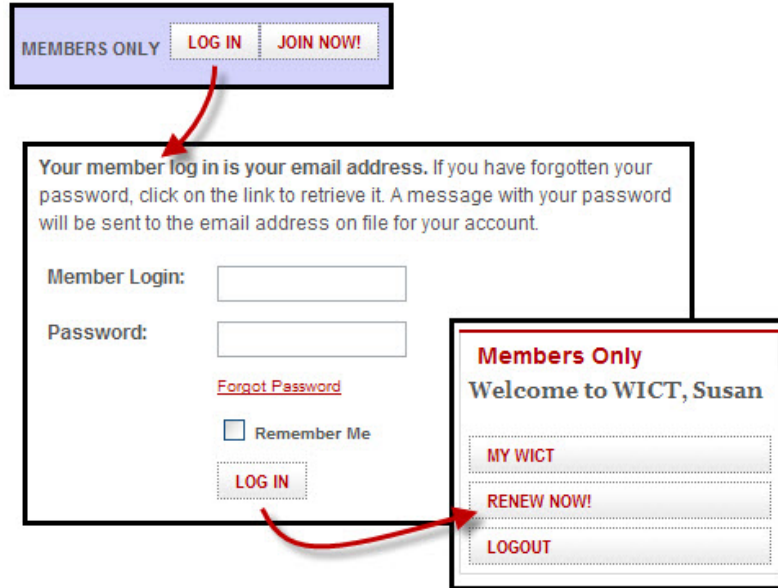 MEMBERS ONLY LOG IN JOIN NOW!
Your member log in is your email address. If you have forgotten your
password, click on the link to retrieve it. A message with your password
will be sent to the email address on file for your account.
Member Login:
Password:
Forgot Password
Remember Me
LOG IN
Members Only
Welcome to WICT, Susan
MY WICT
RENEW NOW!
LOGOUT